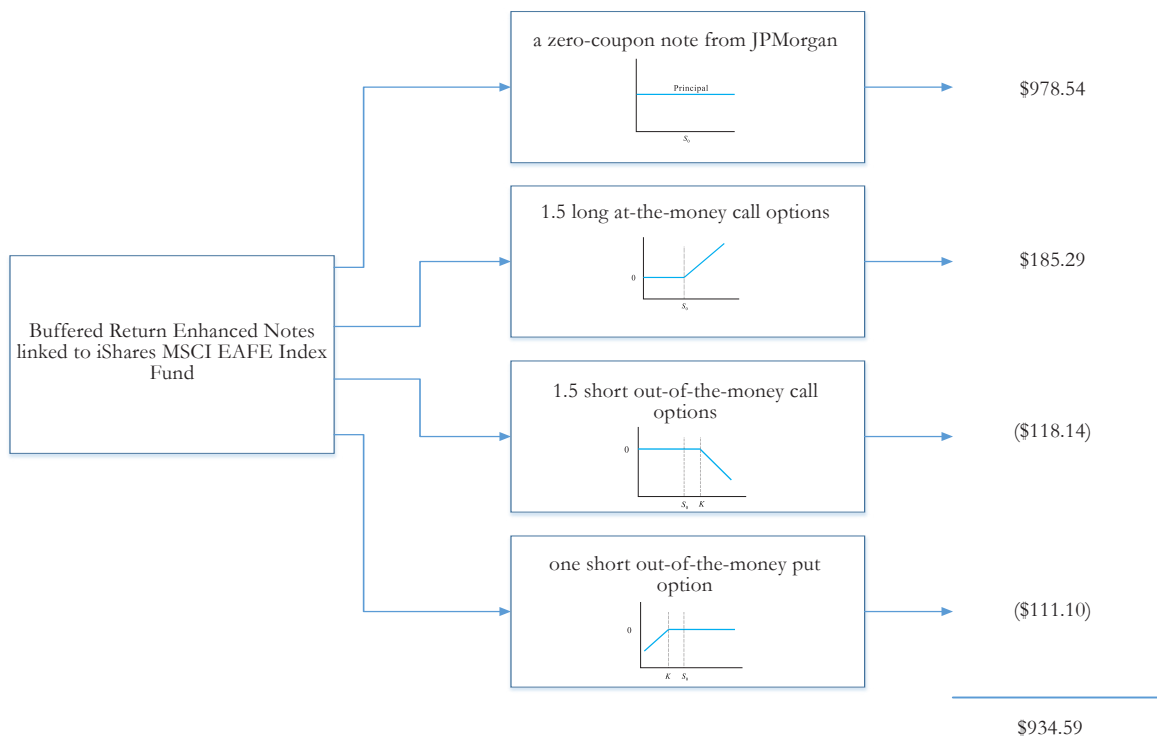 a zero-coupon note from JPMorgan
Principal
S₀
$978.54
1.5 long at-the-money call options
0
S₀
$185.29
Buffered Return Enhanced Notes
linked to iShares MSCI EAFE Index
Fund
1.5 short out-of-the-money call
options
0
S₀ K
($118.14)
one short out-of-the-money put
option
0
K S₀
($111.10)
$934.59